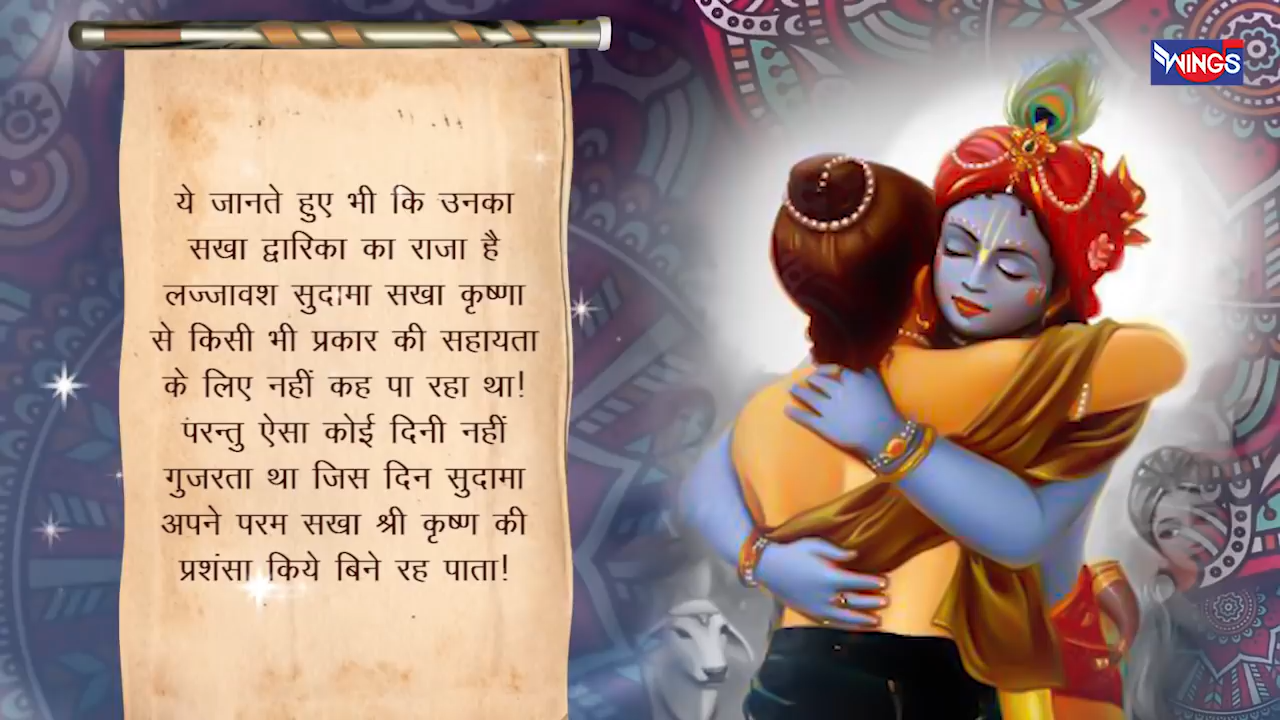 WINGS
ये जानते हुए भी कि उनका
सखा द्वारिका का राजा है
लज्जावश सुदामा सखा कृष्णा
से किसी भी प्रकार की सहायता
के लिए नहीं कह पा रहा था!
परन्तु ऐसा कोई दिनी नहीं
गुजरता था जिस दिन सुदामा
अपने परम सखा श्री कृष्ण की
प्रशंसा किये बिने रह पाता!